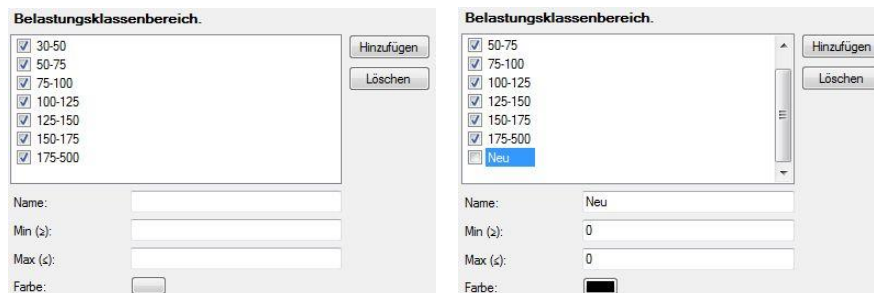 Belastungsklassenbereich.
30-50
50-75
75-100
100-125
125-150
150-175
175-500
Hinzufügen
Löschen
Name:
Min (≥):
Max (≤):
Farbe:
Belastungsklassenbereich.
50-75
75-100
100-125
125-150
150-175
175-500
Neu
Hinzufügen
Löschen
Name: Neu
Min (≥): 0
Max (≤): 0
Farbe: